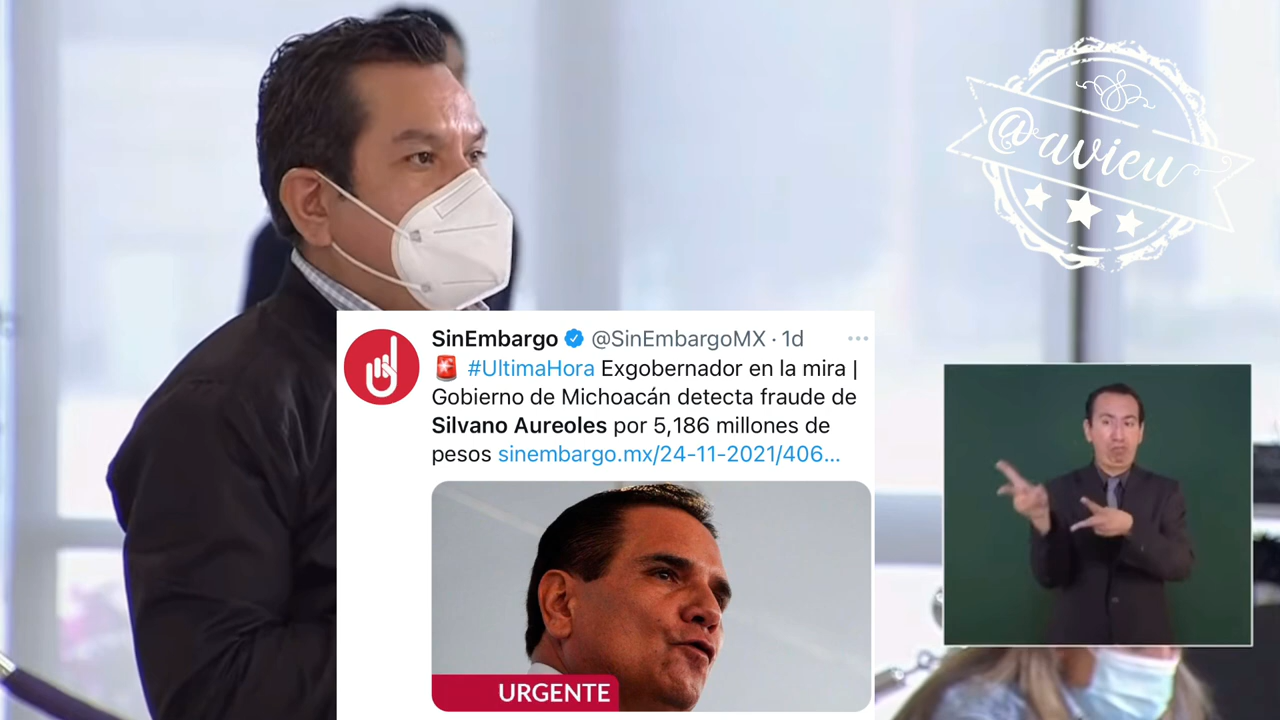 @avieu
SinEmbargo @SinEmbargoMX · 1d
#UltimaHora Exgobernador en la mira |
Gobierno de Michoacán detecta fraude de
Silvano Aureoles por 5,186 millones de
pesos sinembargo.mx/24-11-2021/406...
URGENTE